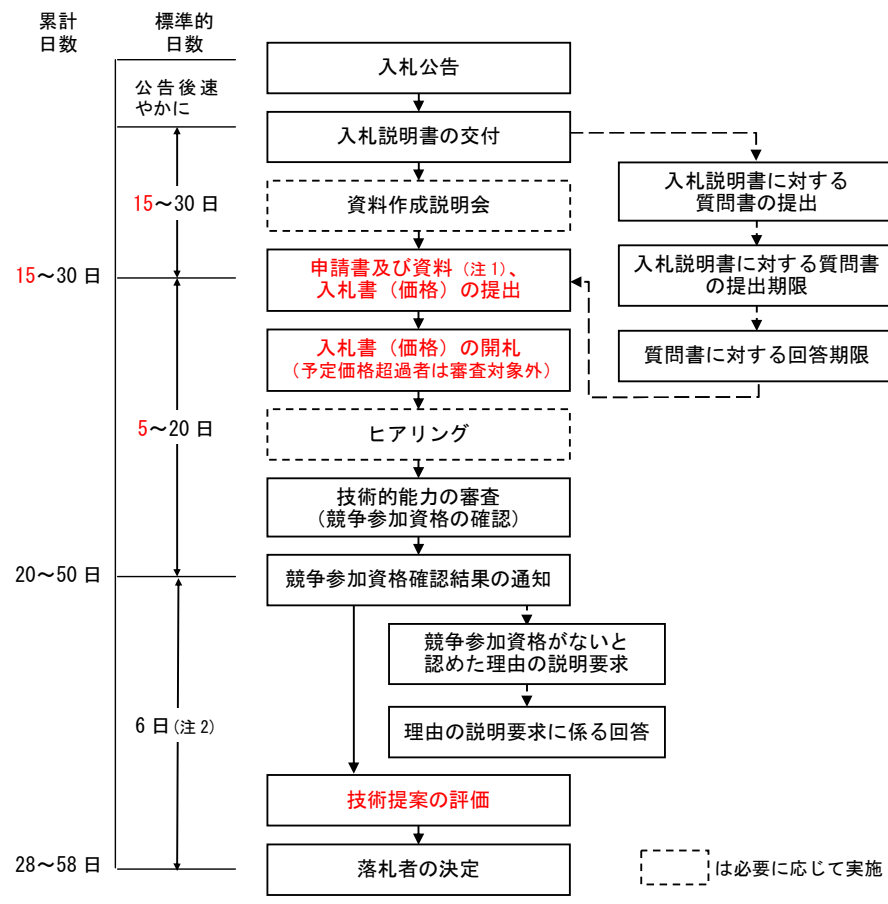 累計
日数
標準的
日数
公告後速
やかに
15～30 日
15～30 日
5～20 日
20～50 日
6 日(注 2)
28～58 日
入札公告
入札説明書の交付
資料作成説明会
申請書及び資料（注 1）、
入札書（価格）の提出
入札書（価格）の開札
（予定価格超過者は審査対象外）
ヒアリング
技術的能力の審査
（競争参加資格の確認）
競争参加資格確認結果の通知
入札説明書に対する
質問書の提出
入札説明書に対する質問書
の提出期限
質問書に対する回答期限
競争参加資格がないと
認めた理由の説明要求
理由の説明要求に係る回答
技術提案の評価
落札者の決定
は必要に応じて実施